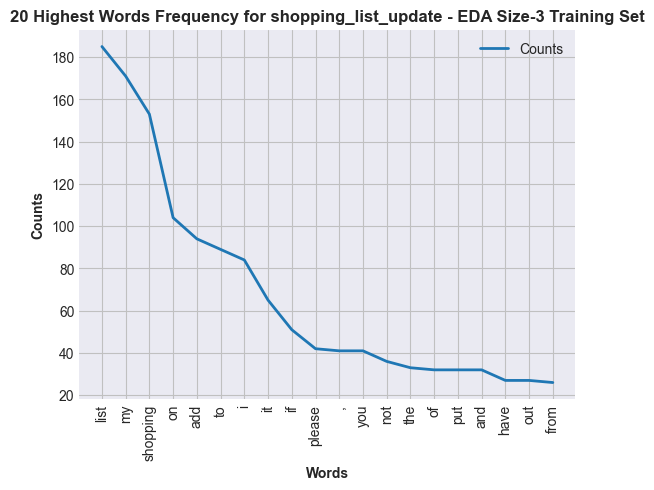 20 Highest Words Frequency for shopping_list_update - EDA Size-3 Training Set
Counts
180
160
140
120
100
80
60
40
20
Counts
list
my
shopping
on
add
to
i
it
if
please
,
you
not
the
of
put
and
have
out
from
Words